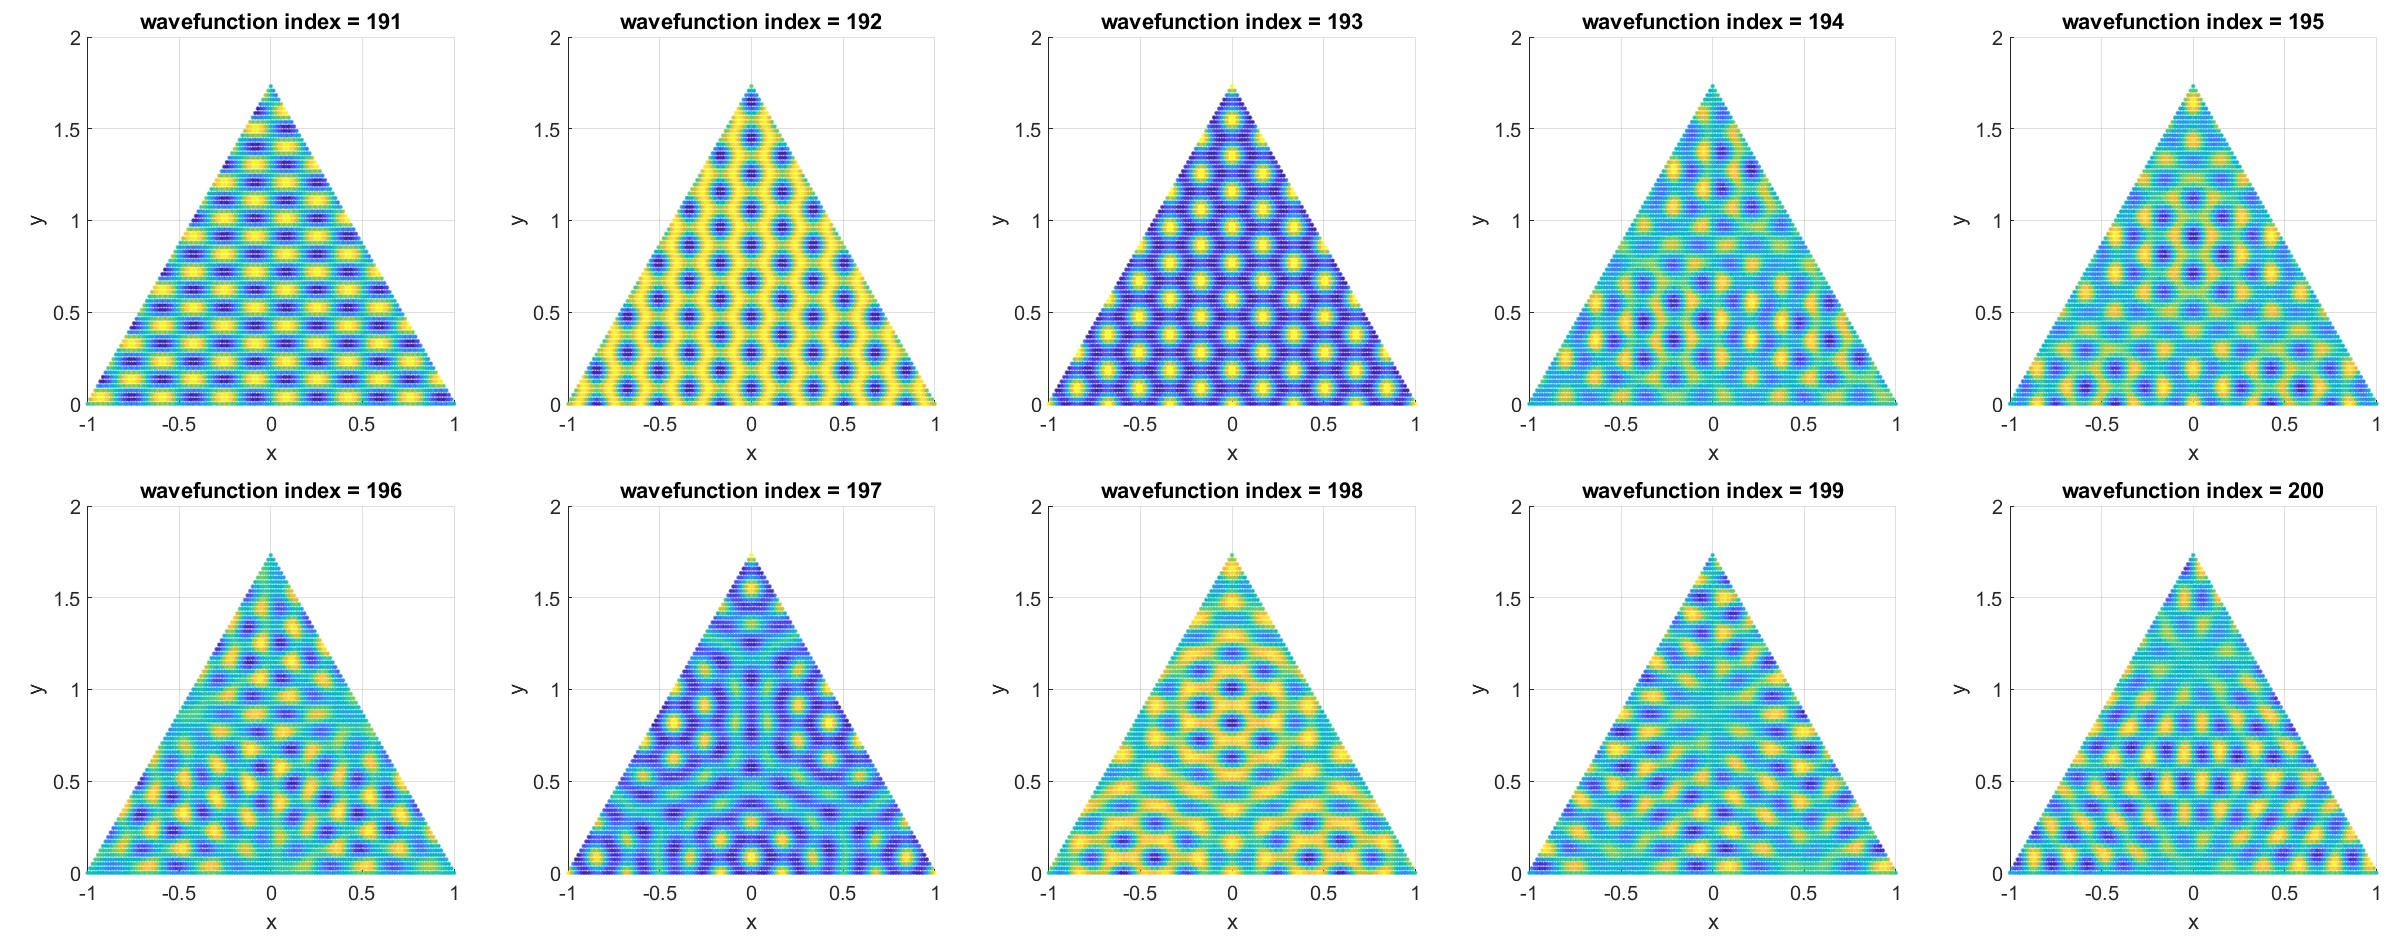 wavefunction index = 191
wavefunction index = 192
wavefunction index = 193
wavefunction index = 194
wavefunction index = 195
2 2 2 2 2
1.5 1.5 1.5 1.5 1.5
y 1 y 1 y 1 y 1 y 1
0.5 0.5 0.5 0.5 0.5
0 0 0 0 0
-1 -0.5 0 0.5 1 -1 -0.5 0 0.5 1 -1 -0.5 0 0.5 1 -1 -0.5 0 0.5 1 -1 -0.5 0 0.5 1
x x x x x
wavefunction index = 196
wavefunction index = 197
wavefunction index = 198
wavefunction index = 199
wavefunction index = 200
2 2 2 2 2
1.5 1.5 1.5 1.5 1.5
y 1 y 1 y 1 y 1 y 1
0.5 0.5 0.5 0.5 0.5
0 0 0 0 0
-1 -0.5 0 0.5 1 -1 -0.5 0 0.5 1 -1 -0.5 0 0.5 1 -1 -0.5 0 0.5 1 -1 -0.5 0 0.5 1
x x x x x